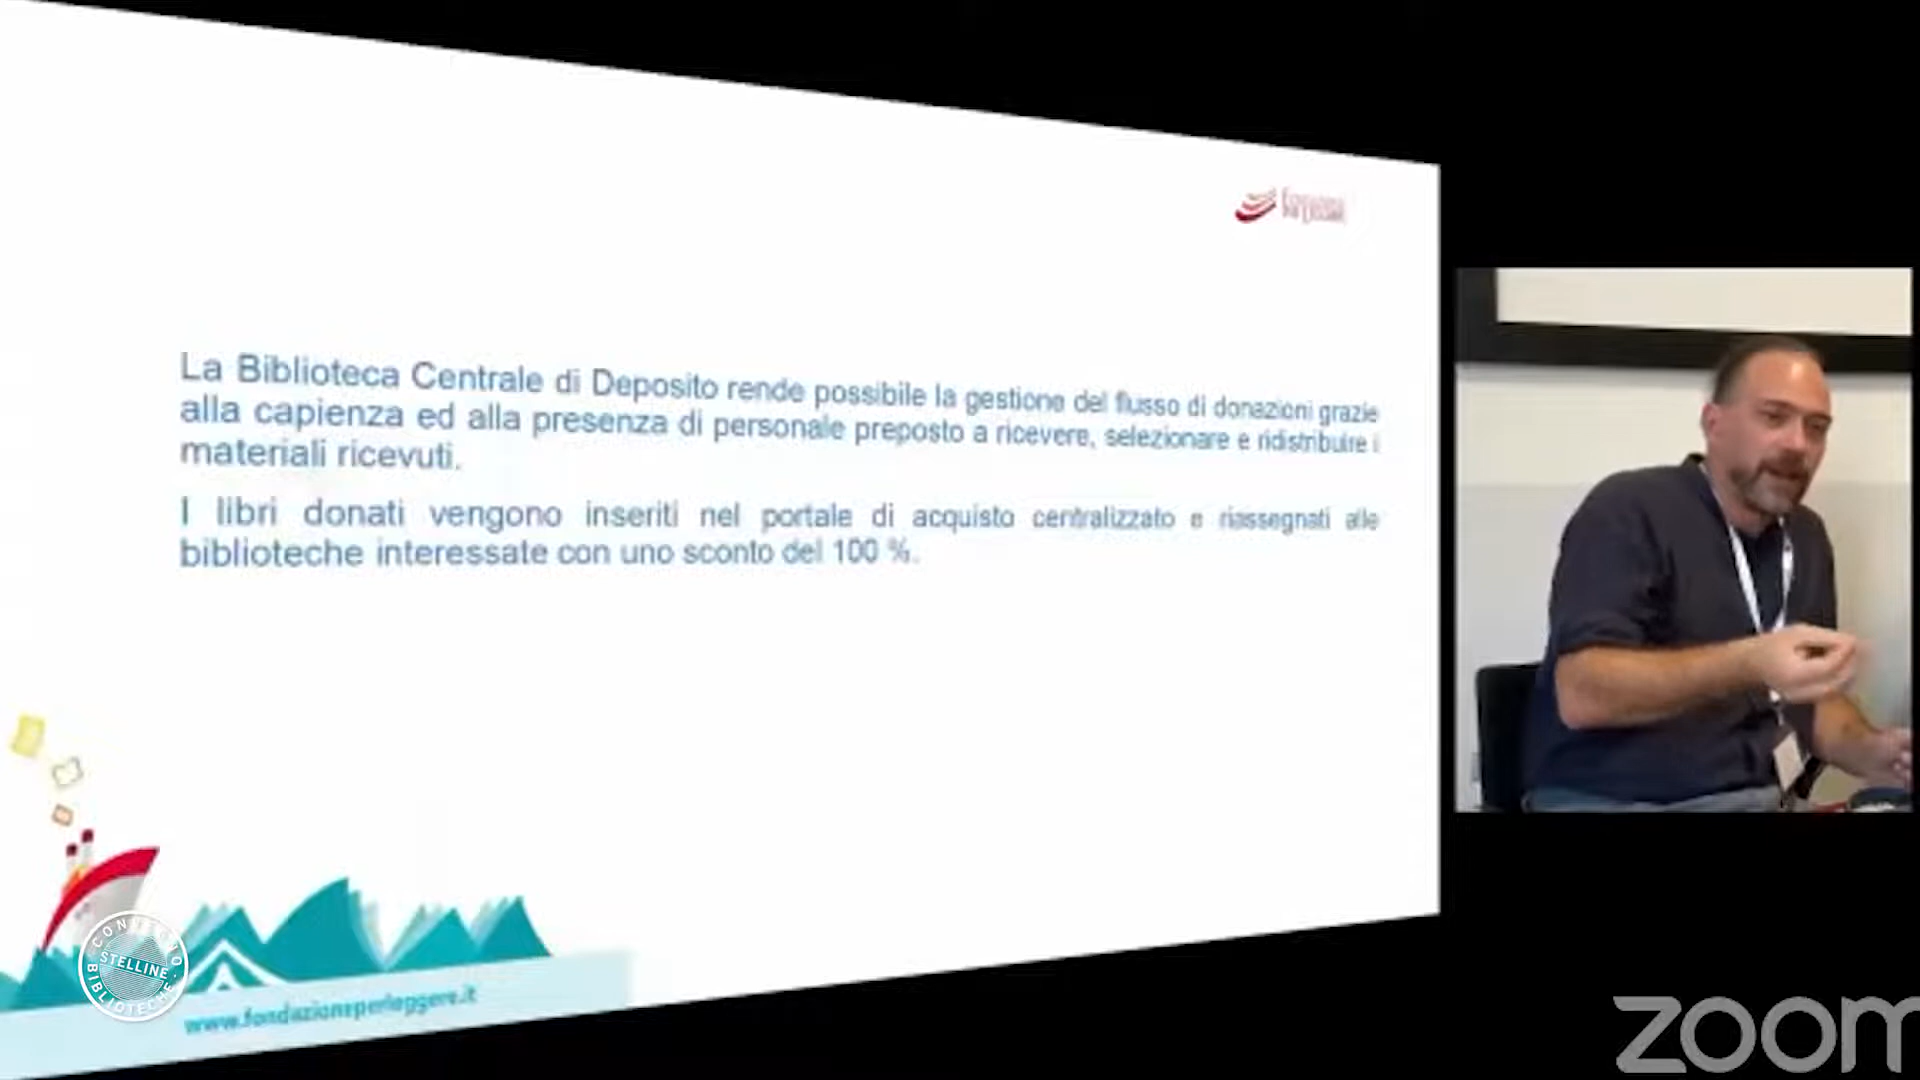 La Biblioteca Centrale di Deposito rende possibile la gestione del flusso di donazioni grazie
alla capienza ed alla presenza di personale preposto a ricevere, selezionare e ridistribuire i
materiali ricevuti.
I libri donati vengono inseriti nel portale di acquisto centralizzato e riassegnati alle
biblioteche interessate con uno sconto del 100 %.
CONVEGNO
STELLINE
BIBLIOTECHE
www.fondazioneperleggere.it
zoom